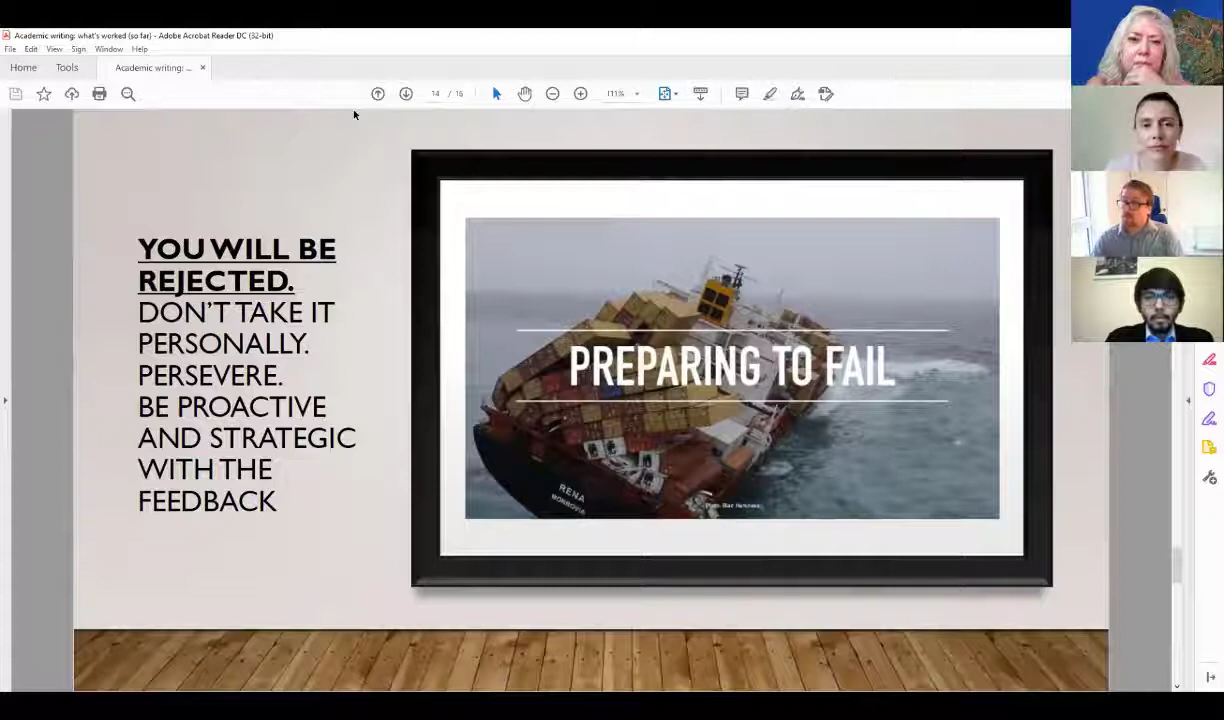 Academic writing: what's worked (so far) - Adobe Acrobat Reader DC (32-bit)
File Edit View Sign Window Help
Home Tools Academic writing: ... ×
14 / 16 111%
YOU WILL BE
REJECTED.
DON'T TAKE IT
PERSONALLY.
PERSEVERE.
BE PROACTIVE
AND STRATEGIC
WITH THE
FEEDBACK
PREPARING TO FAIL
RENA
MONROVIA